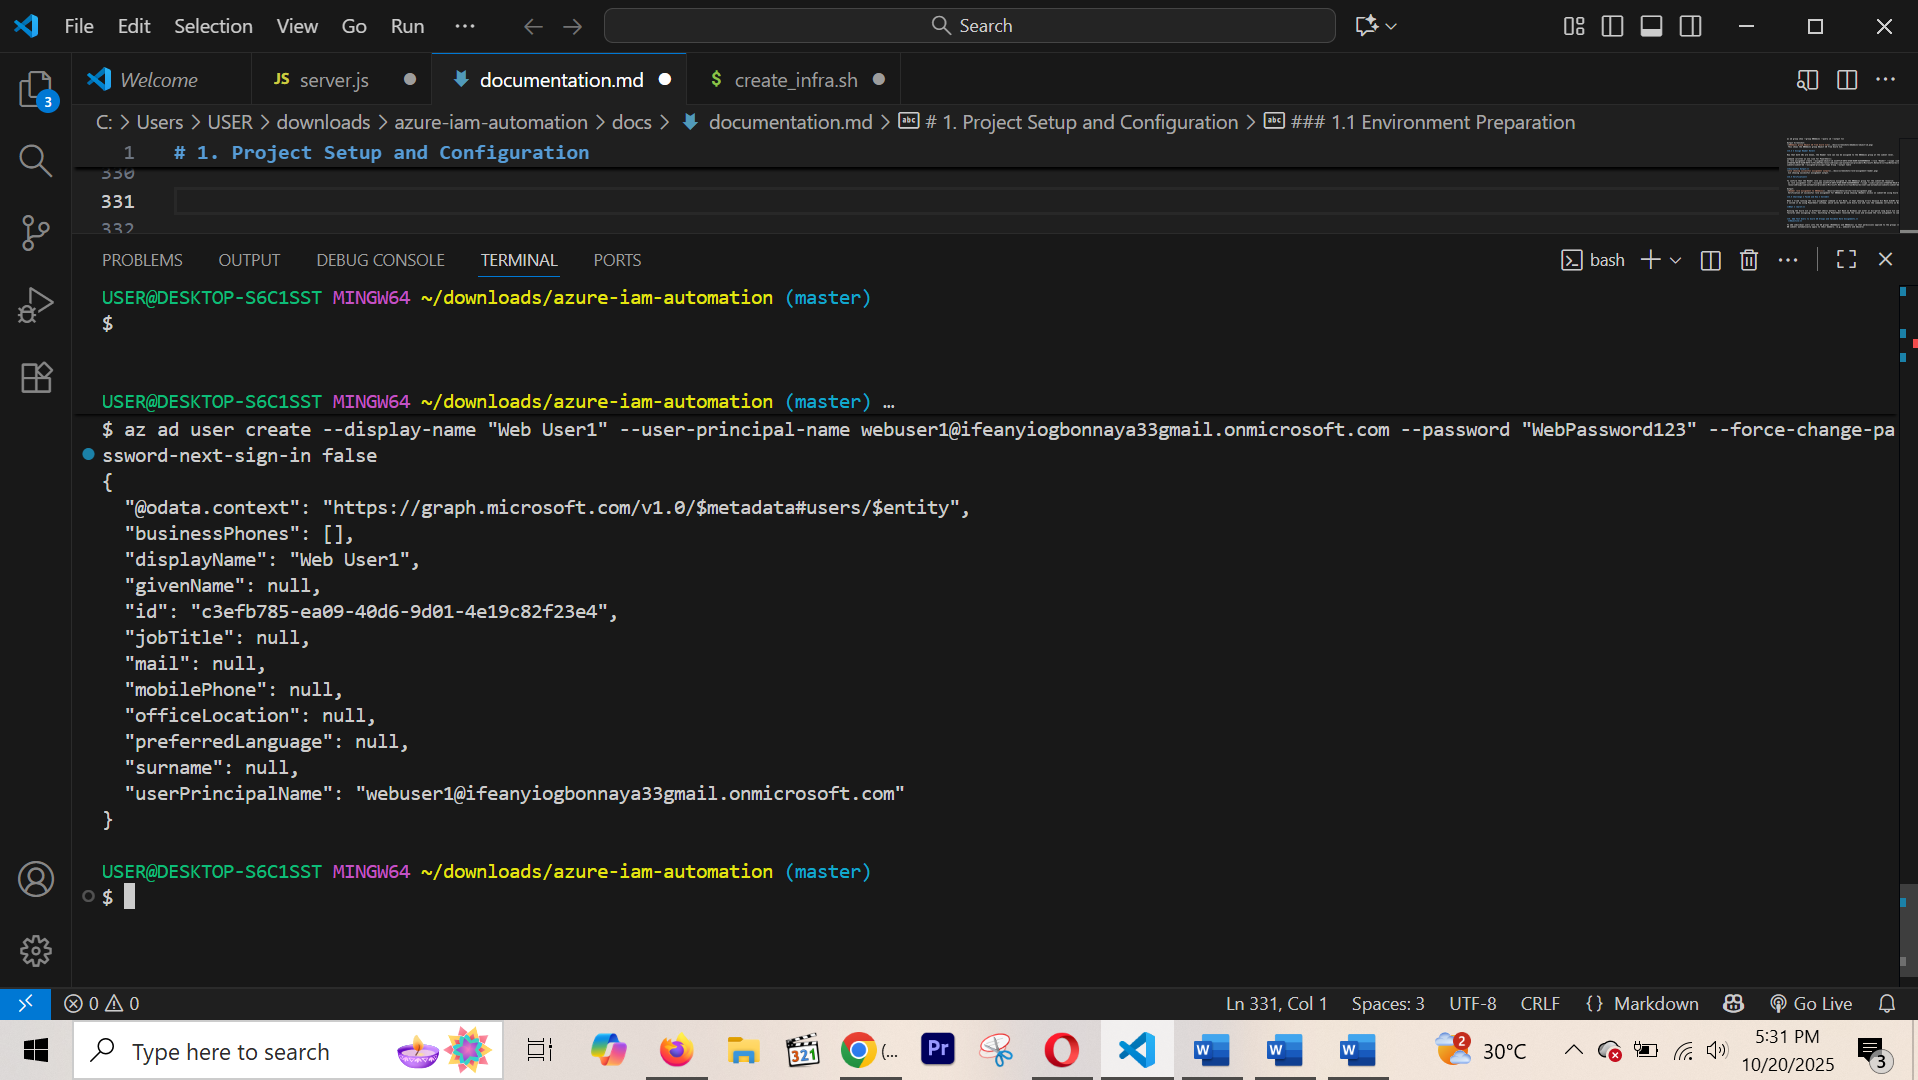 File Edit Selection View Go Run ··· Search
Welcome JS server.js documentation.md $ create_infra.sh ···
3
C: > Users > USER > downloads > azure-iam-automation > docs > documentation.md > # 1. Project Setup and Configuration > ### 1.1 Environment Preparation
1 # 1. Project Setup and Configuration
330
331
332
PROBLEMS OUTPUT DEBUG CONSOLE TERMINAL PORTS bash ···
USER@DESKTOP-S6C1SST MINGW64 ~/downloads/azure-iam-automation (master)
$
USER@DESKTOP-S6C1SST MINGW64 ~/downloads/azure-iam-automation (master) …
$ az ad user create --display-name "Web User1" --user-principal-name webuser1@ifeanyiogbonnaya33gmail.onmicrosoft.com --password "WebPassword123" --force-change-pa
ssword-next-sign-in false
{
"@odata.context": "https://graph.microsoft.com/v1.0/$metadata#users/$entity",
"businessPhones": [],
"displayName": "Web User1",
"givenName": null,
"id": "c3efb785-ea09-40d6-9d01-4e19c82f23e4",
"jobTitle": null,
"mail": null,
"mobilePhone": null,
"officeLocation": null,
"preferredLanguage": null,
"surname": null,
"userPrincipalName": "webuser1@ifeanyiogbonnaya33gmail.onmicrosoft.com"
}
USER@DESKTOP-S6C1SST MINGW64 ~/downloads/azure-iam-automation (master)
$
0 0 Ln 331, Col 1 Spaces: 3 UTF-8 CRLF {} Markdown Go Live
Type here to search 321 (... Pr W W W 2 30°C 5:31 PM
10/20/2025 3